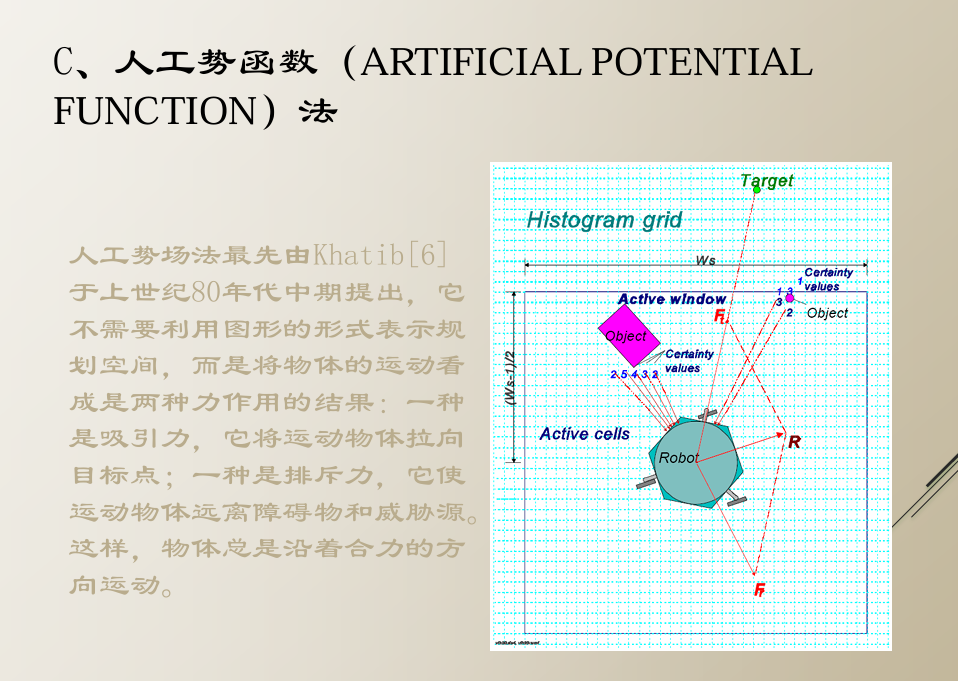 C、人工势函数（ARTIFICIAL POTENTIAL
FUNCTION）法
人工势场法最先由Khatib[6]
于上世纪80年代中期提出，它
不需要利用图形的形式表示规
划空间，而是将物体的运动看
成是两种力作用的结果：一种
是吸引力，它将运动物体拉向
目标点；一种是排斥力，它使
运动物体远离障碍物和威胁源。
这样，物体总是沿着合力的方
向运动。
Target
Histogram grid
Ws
Certainty
values
1 3 1
3
2
Object
Active window
Ft
Object
Certainty
values
2 5 4 3 2
(Ws-1)/2
Active cells
R
Robot
Fr